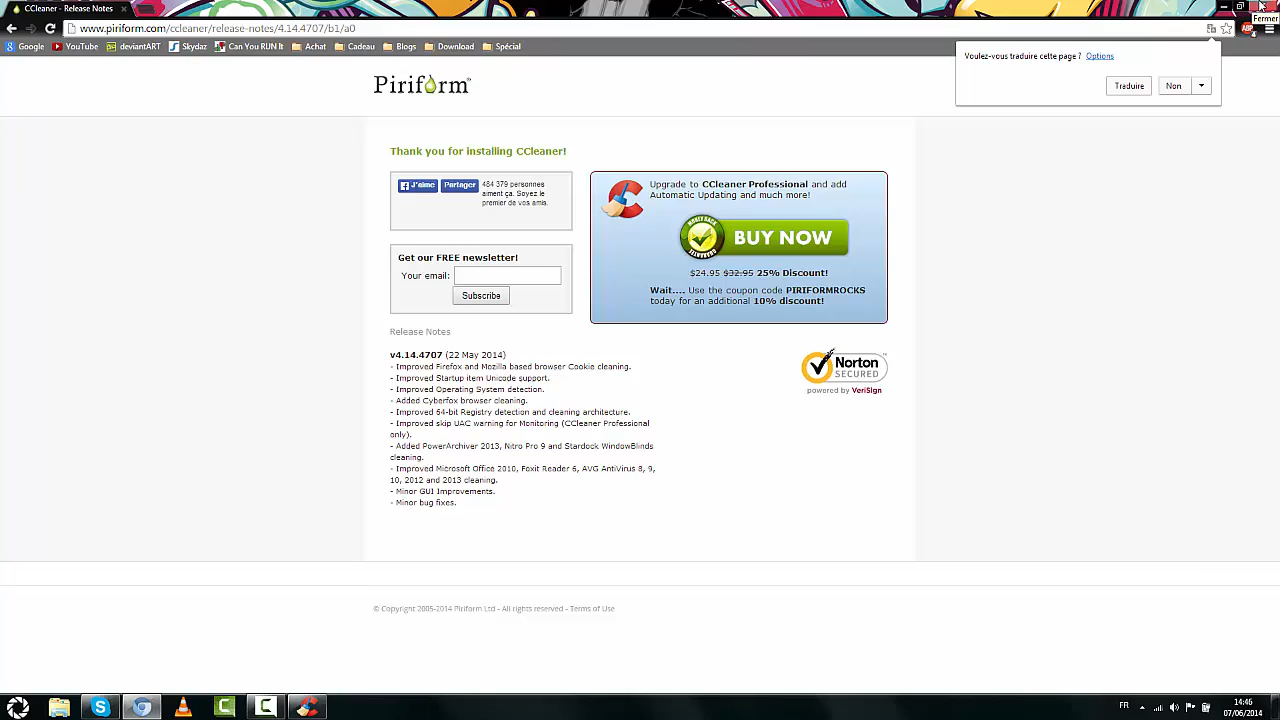 CCleaner - Release Notes
Fermer
www.piriform.com/ccleaner/release-notes/4.14.4707/b1/a0
ABP
4
Google YouTube deviantART Skydaz Can You RUN It Achat Cadeau Blogs Download Spécial
Voulez-vous traduire cette page ? Options
Traduire Non
Piriform
Thank you for installing CCleaner!
J'aime Partager
484 379 personnes
aiment ça. Soyez le
premier de vos amis.
Get our FREE newsletter!
Your email:
Subscribe
Upgrade to CCleaner Professional and add
Automatic Updating and much more!
MONEY BACK
GUARANTEE
BUY NOW
$24.95 $32.95 25% Discount!
Wait.... Use the coupon code PIRIFORMROCKS
today for an additional 10% discount!
Release Notes
v4.14.4707 (22 May 2014)
- Improved Firefox and Mozilla based browser Cookie cleaning.
- Improved Startup item Unicode support.
- Improved Operating System detection.
- Added Cyberfox browser cleaning.
- Improved 64-bit Registry detection and cleaning architecture.
- Improved skip UAC warning for Monitoring (CCleaner Professional
only).
- Added PowerArchiver 2013, Nitro Pro 9 and Stardock WindowBlinds
cleaning.
- Improved Microsoft Office 2010, Foxit Reader 6, AVG AntiVirus 8, 9,
10, 2012 and 2013 cleaning.
- Minor GUI Improvements.
- Minor bug fixes.
Norton
SECURED
powered by VeriSign
© Copyright 2005-2014 Piriform Ltd - All rights reserved - Terms of Use
FR
14:46
07/06/2014